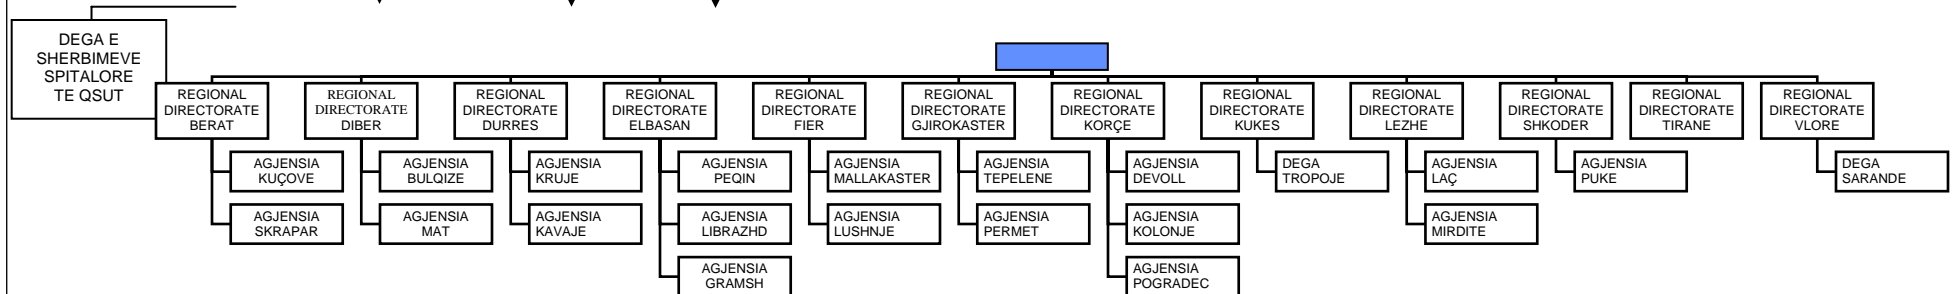 DEGA E
SHERBIMEVE
SPITALORE
TE QSUT
REGIONAL
DIRECTORATE
BERAT
REGIONAL
DIRECTORATE
DIBER
REGIONAL
DIRECTORATE
DURRES
REGIONAL
DIRECTORATE
ELBASAN
REGIONAL
DIRECTORATE
FIER
REGIONAL
DIRECTORATE
GJIROKASTER
REGIONAL
DIRECTORATE
KORÇE
REGIONAL
DIRECTORATE
KUKES
REGIONAL
DIRECTORATE
LEZHE
REGIONAL
DIRECTORATE
SHKODER
REGIONAL
DIRECTORATE
TIRANE
REGIONAL
DIRECTORATE
VLORE
AGJENSIA
KUÇOVE
AGJENSIA
BULQIZE
AGJENSIA
KRUJE
AGJENSIA
PEQIN
AGJENSIA
MALLAKASTER
AGJENSIA
TEPELENE
AGJENSIA
DEVOLL
DEGA
TROPOJE
AGJENSIA
LAÇ
AGJENSIA
PUKE
DEGA
SARANDE
AGJENSIA
SKRAPAR
AGJENSIA
MAT
AGJENSIA
KAVAJE
AGJENSIA
LIBRAZHD
AGJENSIA
LUSHNJE
AGJENSIA
PERMET
AGJENSIA
KOLONJE
AGJENSIA
MIRDITE
AGJENSIA
GRAMSH
AGJENSIA
POGRADEC